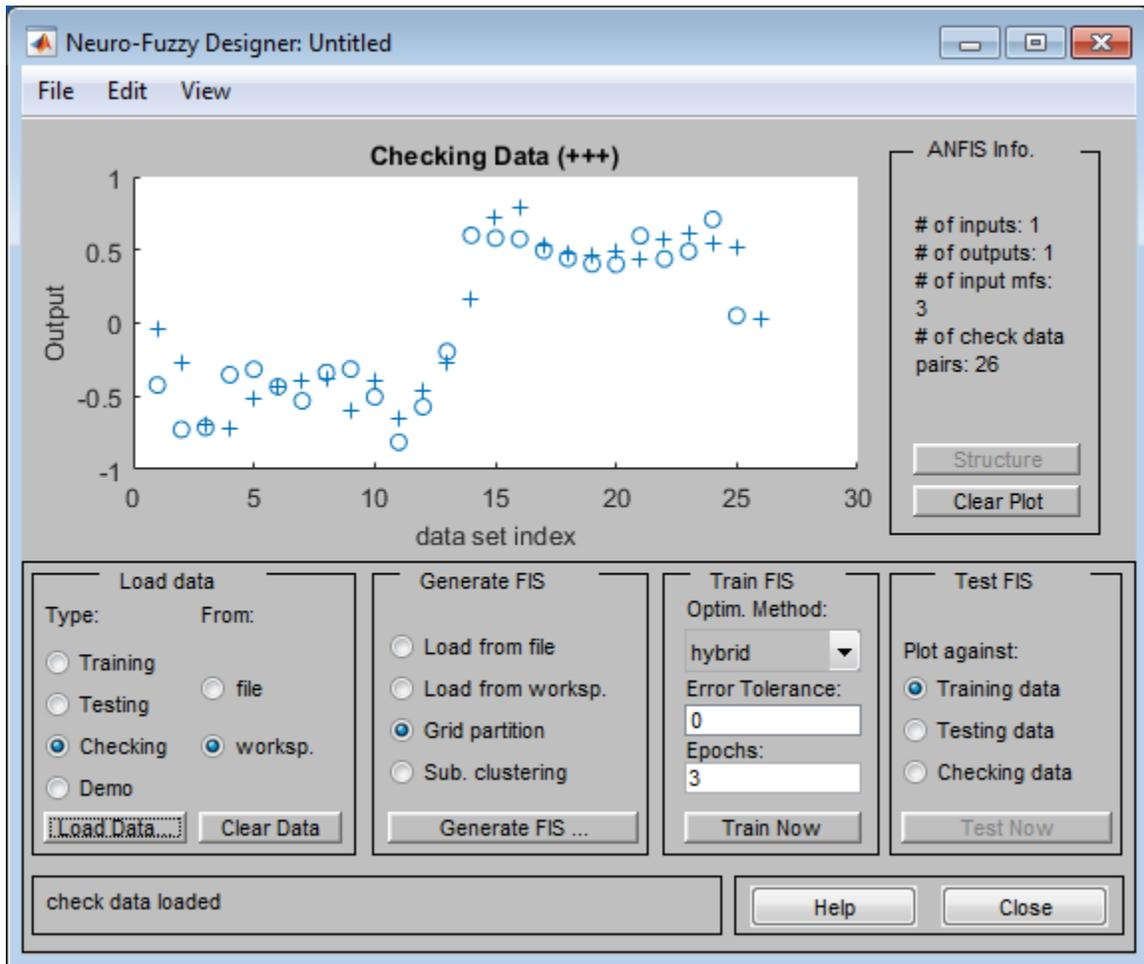 Neuro-Fuzzy Designer: Untitled
File Edit View
Checking Data (+++)
1
0.5
0
-0.5
-1
Output
0 5 10 15 20 25 30
data set index
ANFIS Info.
# of inputs: 1
# of outputs: 1
# of input mfs:
3
# of check data
pairs: 26
Structure
Clear Plot
Load data
Type: From:
Training
Testing
Checking
Demo
file
worksp.
Load Data... Clear Data
Generate FIS
Load from file
Load from worksp.
Grid partition
Sub. clustering
Generate FIS ...
Train FIS
Optim. Method:
hybrid
Error Tolerance:
0
Epochs:
3
Train Now
Test FIS
Plot against:
Training data
Testing data
Checking data
Test Now
check data loaded
Help Close